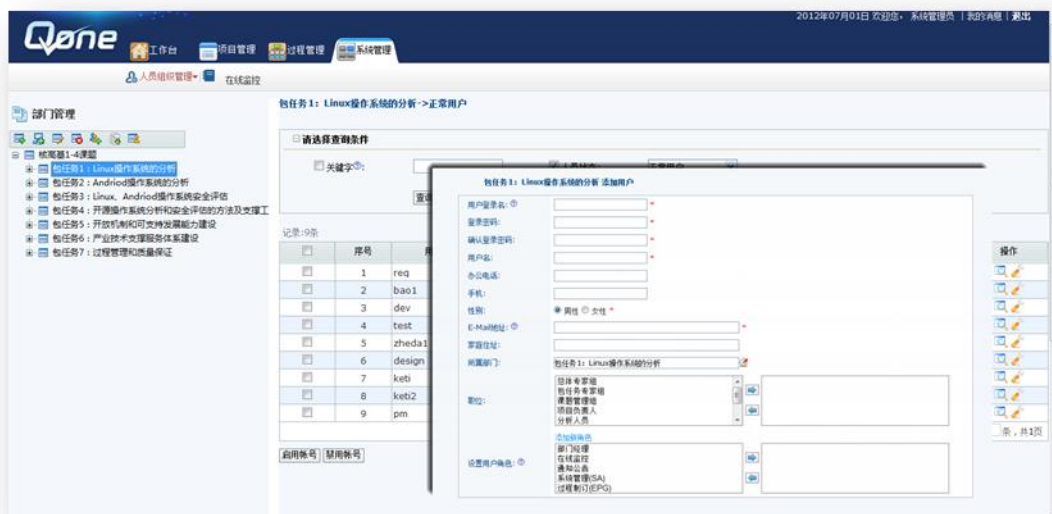 2012年07月01日 欢迎您， 系统管理员 | 我的消息 | 退出
Qone
工作台 项目管理 过程管理 系统管理
人员组织管理 在线监控
部门管理
核高基1-4课题
包任务1：Linux操作系统的分析
包任务2：Andriod操作系统的分析
包任务3：Linux、Andriod操作系统安全评估
包任务4：开源操作系统分析和安全评估的方法及支撑工
包任务5：开放机制和可支持发展能力建设
包任务6：产业技术支撑服务体系建设
包任务7：过程管理和质量保证
包任务1：Linux操作系统的分析->正常用户
请选择查询条件
关键字
记录:9条
序号 操作
1 req
2 bao1
3 dev
4 test
5 zheda1
6 design
7 keti
8 keti2
9 pm
条，共1页
启用帐号 禁用帐号
包任务1：Linux操作系统的分析 添加用户
用户登录名:
登录密码: *
确认登录密码: *
用户名: *
办公电话:
手机:
性别: 男性 女性 *
E-Mail地址: *
家庭住址:
所属部门: 包任务1：Linux操作系统的分析
职位:
总体专家组
包任务专家组
课题管理组
项目负责人
分析人员
添加新角色
设置用户角色:
部门经理
在线监控
通知公告
系统管理(SA)
过程制订(EPG)